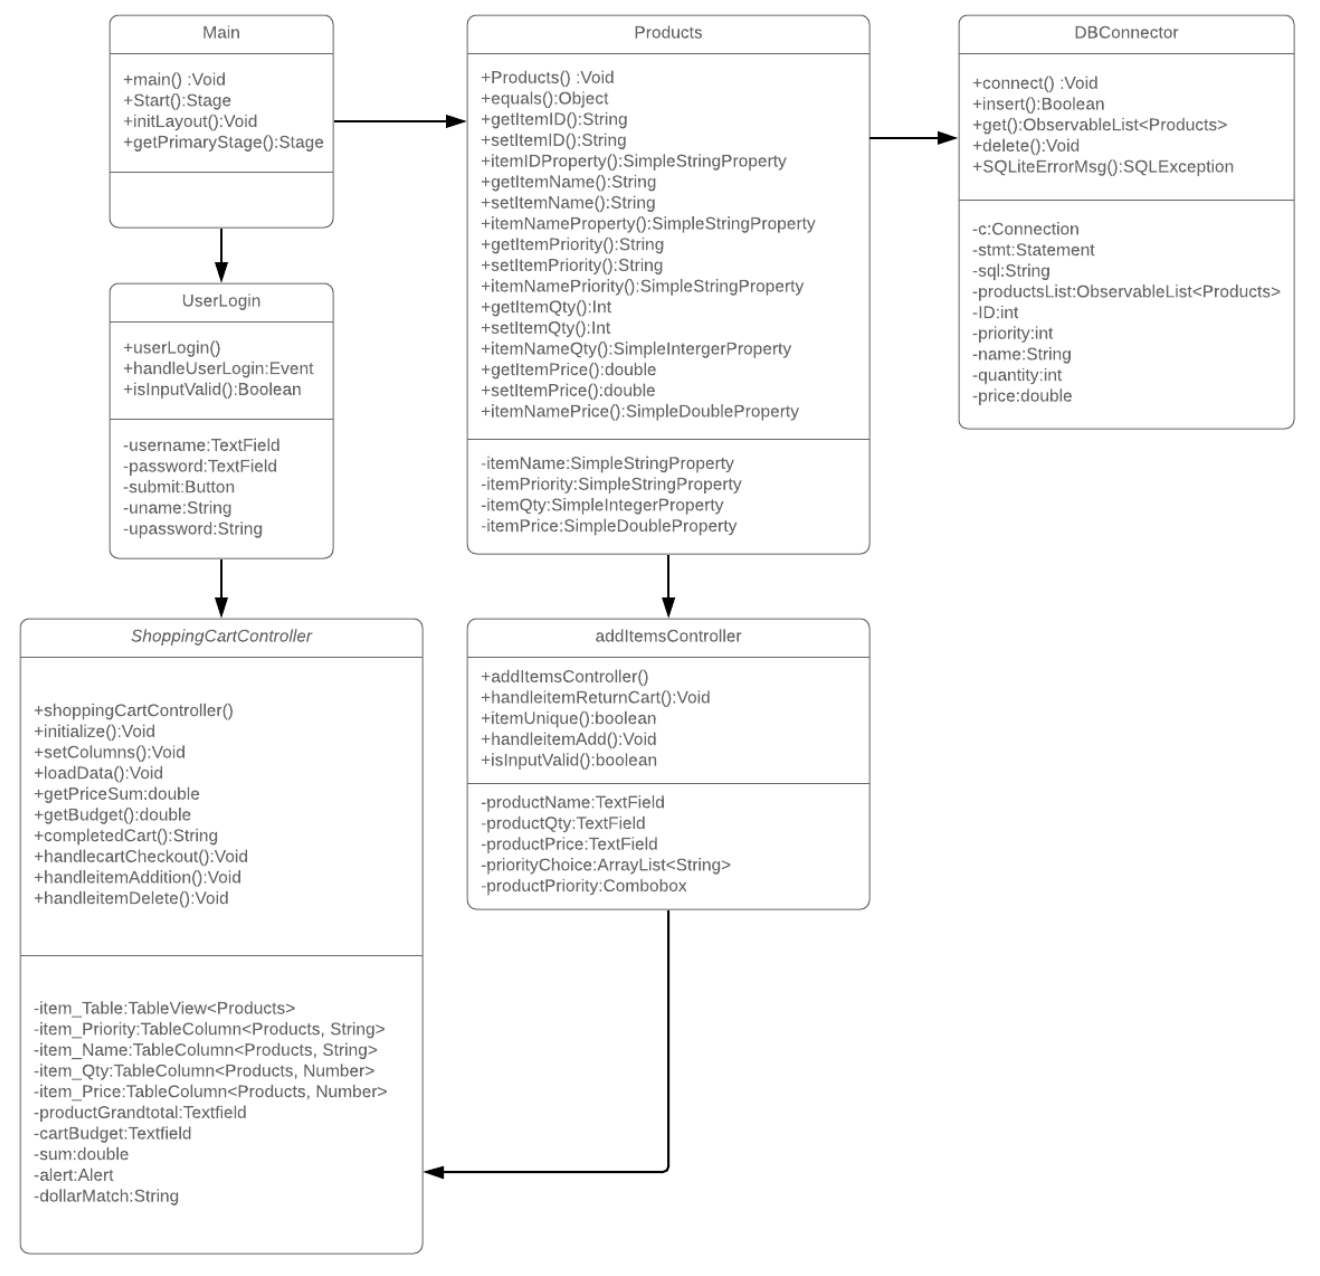 Main
+main() :Void
+Start():Stage
+initLayout():Void
+getPrimaryStage():Stage
Products
+Products() :Void
+equals():Object
+getItemID():String
+setItemID():String
+itemIDProperty():SimpleStringProperty
+getItemName():String
+setItemName():String
+itemNameProperty():SimpleStringProperty
+getItemPriority():String
+setItemPriority():String
+itemNamePriority():SimpleStringProperty
+getItemQty():Int
+setItemQty():Int
+itemNameQty():SimpleIntergerProperty
+getItemPrice():double
+setItemPrice():double
+itemNamePrice():SimpleDoubleProperty
-itemName:SimpleStringProperty
-itemPriority:SimpleStringProperty
-itemQty:SimpleIntegerProperty
-itemPrice:SimpleDoubleProperty
DBConnector
+connect() :Void
+insert():Boolean
+get():ObservableList<Products>
+delete():Void
+SQLiteErrorMsg():SQLException
-c:Connection
-stmt:Statement
-sql:String
-productsList:ObservableList<Products>
-ID:int
-priority:int
-name:String
-quantity:int
-price:double
UserLogin
+userLogin()
+handleUserLogin:Event
+isInputValid():Boolean
-username:TextField
-password:TextField
-submit:Button
-uname:String
-upassword:String
ShoppingCartController
+shoppingCartController()
+initialize():Void
+setColumns():Void
+loadData():Void
+getPriceSum:double
+getBudget():double
+completedCart():String
+handlecartCheckout():Void
+handleitemAddition():Void
+handleitemDelete():Void
-item_Table:TableView<Products>
-item_Priority:TableColumn<Products, String>
-item_Name:TableColumn<Products, String>
-item_Qty:TableColumn<Products, Number>
-item_Price:TableColumn<Products, Number>
-productGrandtotal:Textfield
-cartBudget:Textfield
-sum:double
-alert:Alert
-dollarMatch:String
addItemsController
+addItemsController()
+handleitemReturnCart():Void
+itemUnique():boolean
+handleitemAdd():Void
+isInputValid():boolean
-productName:TextField
-productQty:TextField
-productPrice:TextField
-priorityChoice:ArrayList<String>
-productPriority:Combobox